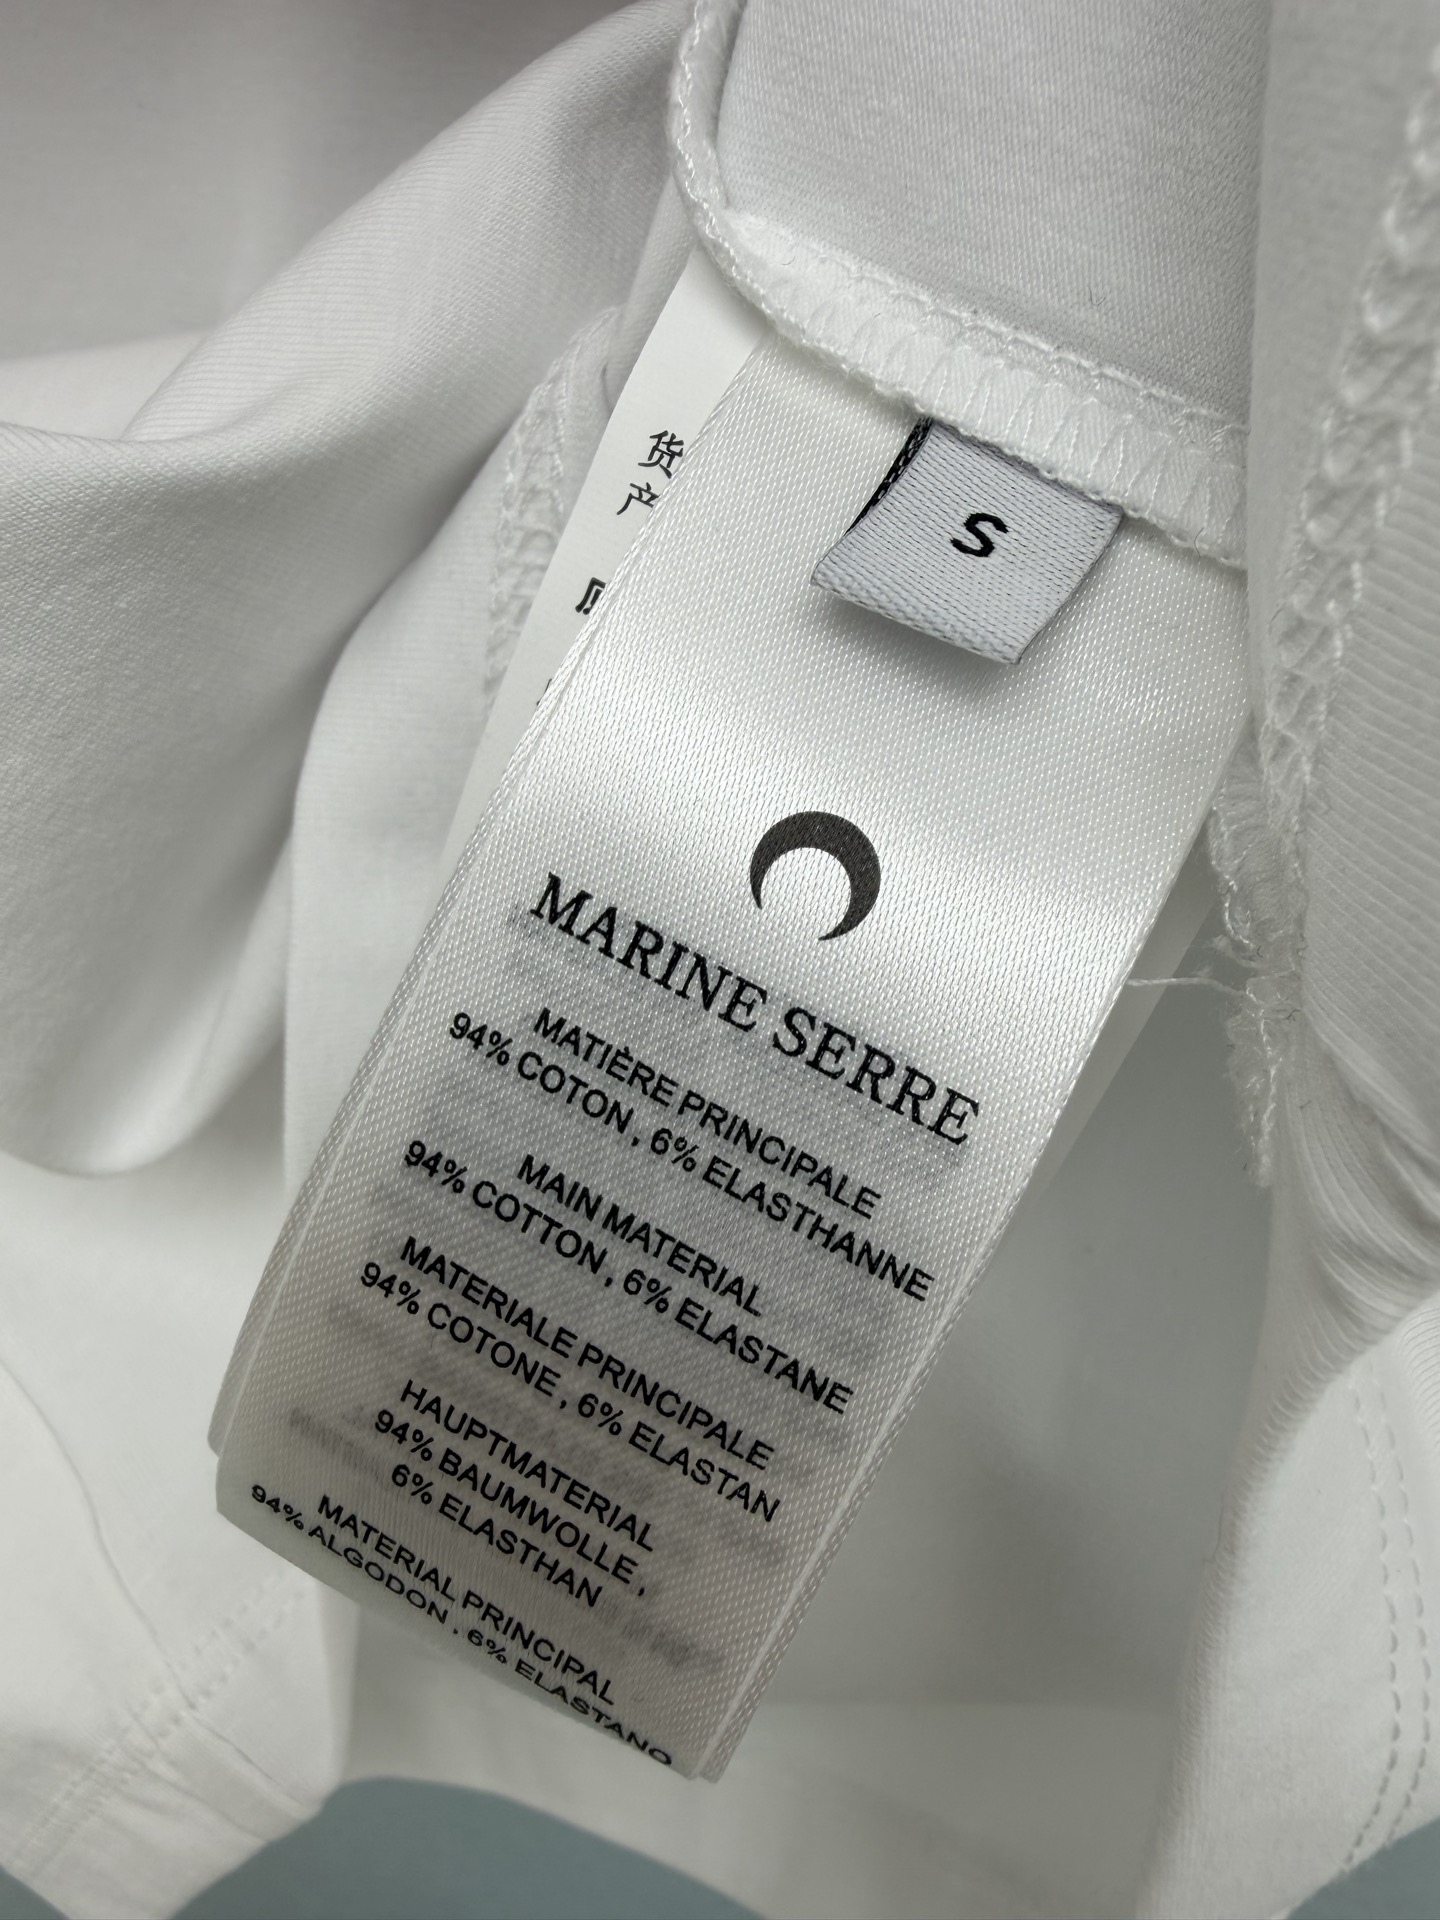 货
产
S
MARINE SERRE
MATIÈRE PRINCIPALE
94% COTON , 6% ELASTHANNE
MAIN MATERIAL
94% COTTON , 6% ELASTANE
MATERIALE PRINCIPALE
94% COTONE , 6% ELASTAN
HAUPTMATERIAL
94% BAUMWOLLE ,
6% ELASTHAN
MATERIAL PRINCIPAL
94% ALGODON , 6% ELASTANO